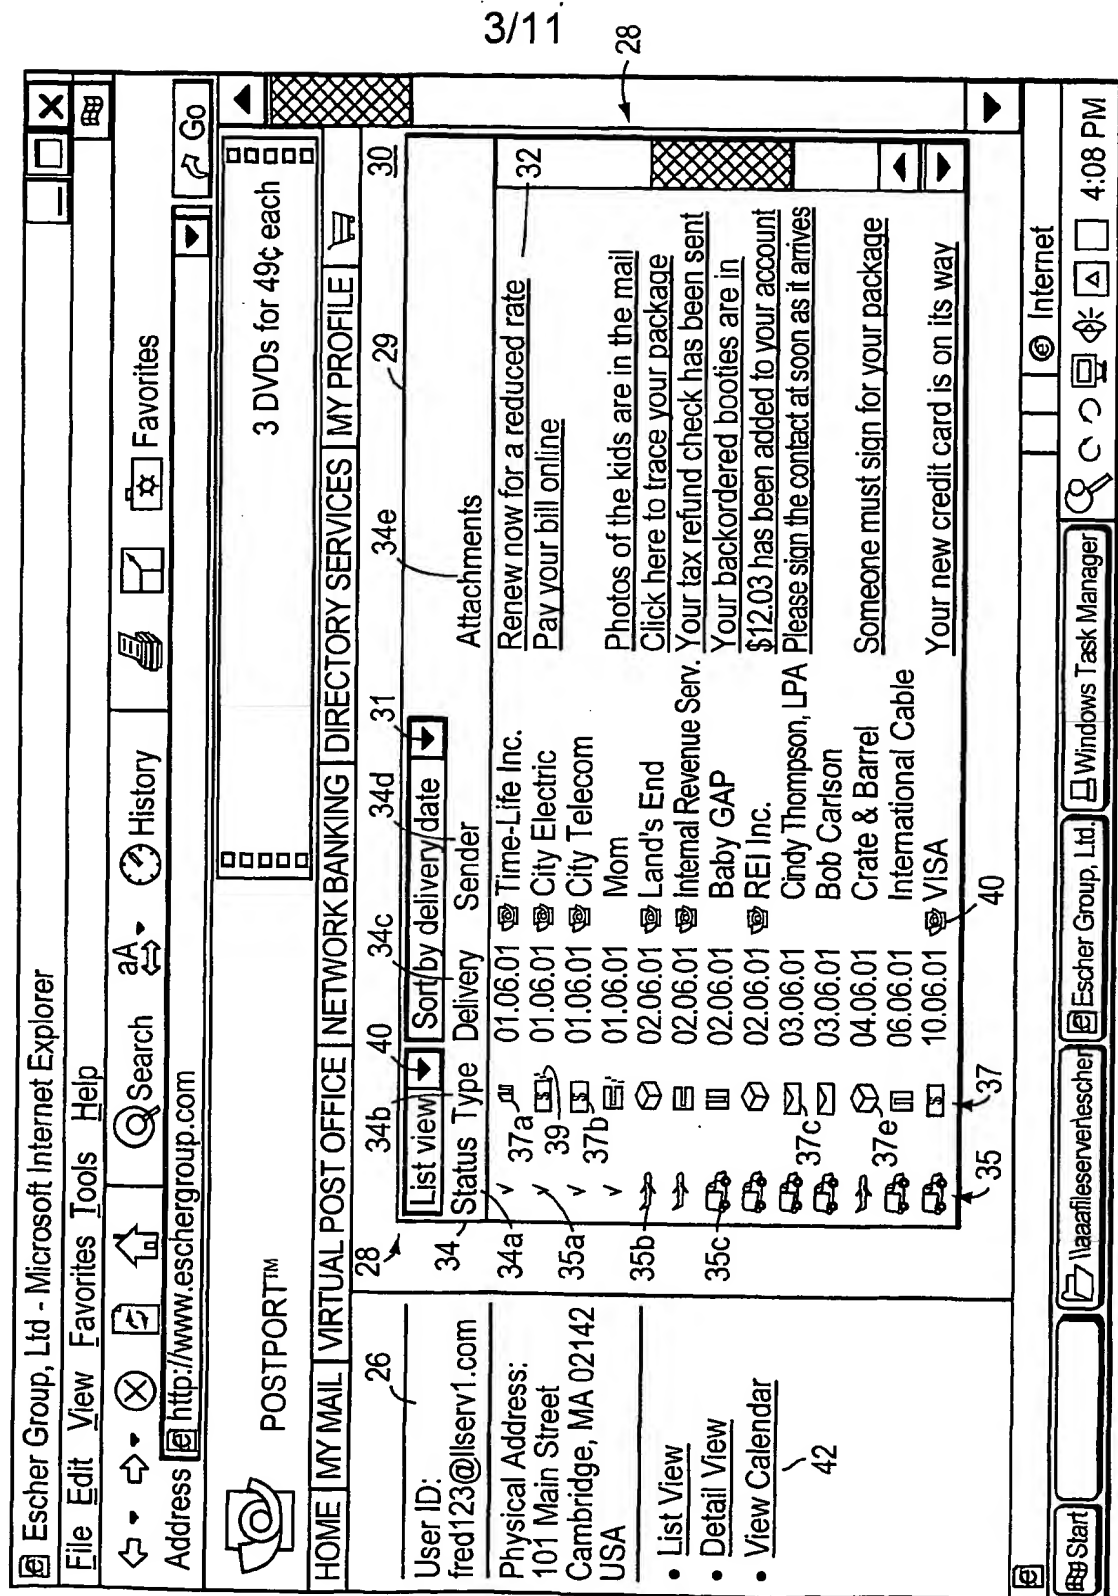 3/11
Escher Group, Ltd - Microsoft Internet Explorer
File Edit View Favorites Tools Help
Search aA History Favorites
Address http://www.eschergroup.com Go
POSTPORT™
3 DVDs for 49¢ each
HOME MY MAIL VIRTUAL POST OFFICE NETWORK BANKING DIRECTORY SERVICES MY PROFILE
26
User ID:
fred123@llserv1.com
Physical Address:
101 Main Street
Cambridge, MA 02142
USA
• List View
• Detail View
• View Calendar
42
28 34b 40 34c 34d 31 34e 29 30
List view Sort by delivery date
34 Status Type Delivery Sender Attachments
34a 37a 01.06.01 Time-Life Inc. Renew now for a reduced rate 32
35a 39 01.06.01 City Electric Pay your bill online
37b 01.06.01 City Telecom
01.06.01 Mom Photos of the kids are in the mail
35b 02.06.01 Land's End Click here to trace your package
02.06.01 Internal Revenue Serv. Your tax refund check has been sent
35c 02.06.01 Baby GAP Your backordered booties are in
02.06.01 REI Inc. $12.03 has been added to your account
37c 03.06.01 Cindy Thompson, LPA Please sign the contact at soon as it arrives
03.06.01 Bob Carlson
37e 04.06.01 Crate & Barrel Someone must sign for your package
06.06.01 International Cable
10.06.01 VISA Your new credit card is on its way
35 37 40
28
Internet
Start \\aaafileserver\escher Escher Group, Ltd. Windows Task Manager 4:08 PM